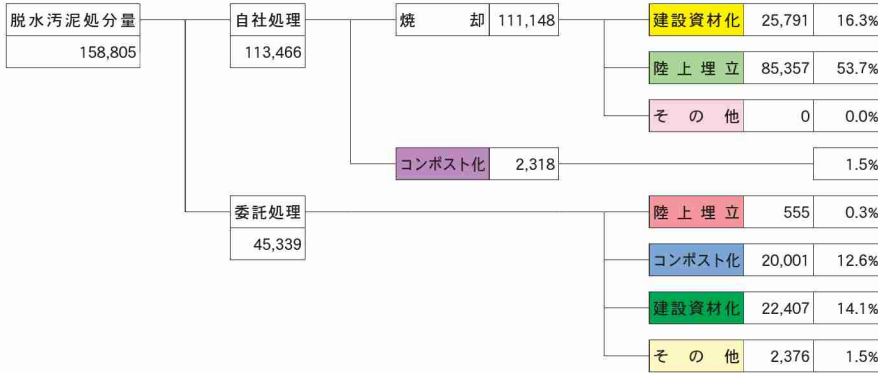 脱水汚泥処分量
158,805
自社処理
113,466
焼却 111,148
建設資材化 25,791 16.3%
陸上埋立 85,357 53.7%
その他 0 0.0%
コンポスト化 2,318 1.5%
委託処理
45,339
陸上埋立 555 0.3%
コンポスト化 20,001 12.6%
建設資材化 22,407 14.1%
その他 2,376 1.5%